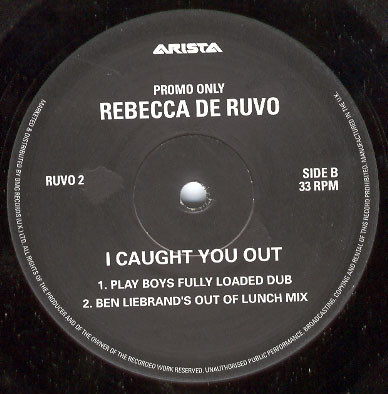 ARISTA
PROMO ONLY
REBECCA DE RUVO
RUVO 2
SIDE B
33 RPM
I CAUGHT YOU OUT
1. PLAY BOYS FULLY LOADED DUB
2. BEN LIEBRAND'S OUT OF LUNCH MIX
MARKETED & DISTRIBUTED BY BMG RECORDS (U.K.) LTD. ALL RIGHTS OF THE PRODUCER AND OF THE OWNER OF THE RECORDED WORK RESERVED. UNAUTHORISED PUBLIC PERFORMANCE, BROADCASTING, COPYING AND RENTAL OF THIS RECORD PROHIBITED. MANUFACTURED IN THE U.K.